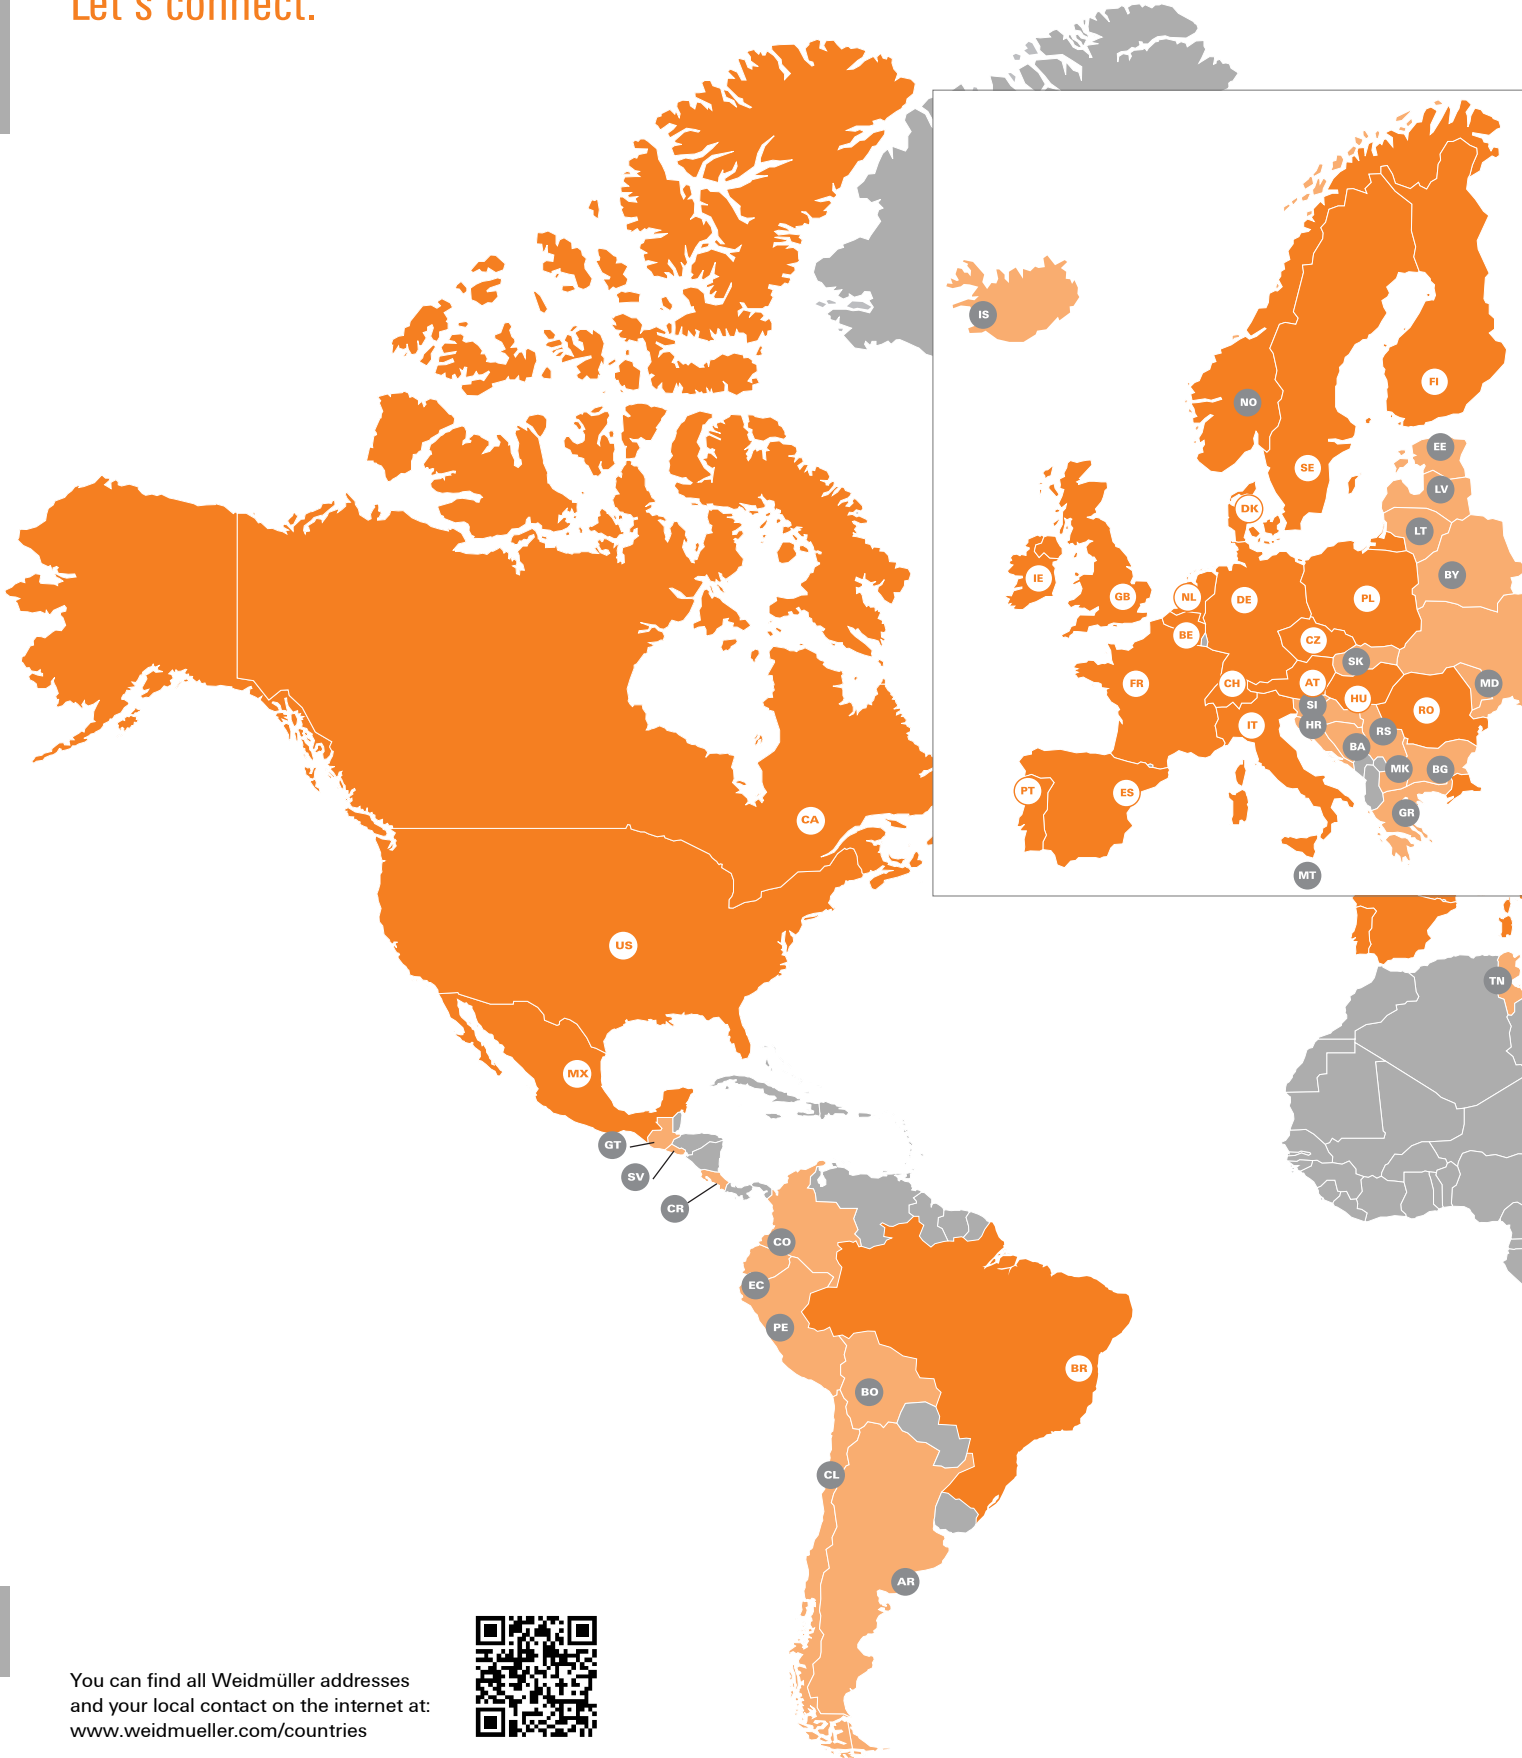 Let's connect.
IS
NO
FI
SE
EE
LV
DK
LT
BY
IE
GB
NL
DE
PL
BE
CZ
SK
FR
CH
AT
MD
HU
SI
RO
HR
IT
RS
BA
MK
BG
PT
ES
GR
MT
CA
US
TN
MX
GT
SV
CR
CO
EC
PE
BR
BO
CL
AR
You can find all Weidmüller addresses
and your local contact on the internet at:
www.weidmueller.com/countries